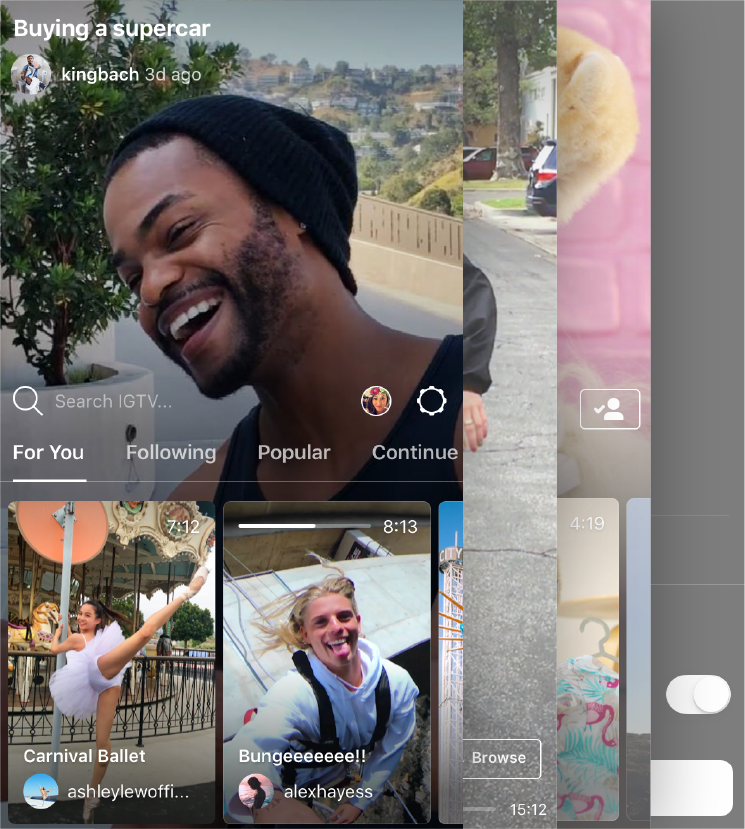 Buying a supercar
kingbach 3d ago
Search IGTV...
For You Following Popular Continue
7:12
8:13
4:19
CITY
Carnival Ballet
ashleylewoffi...
Bungeeeeeee!!
alexhayess
Browse
15:12